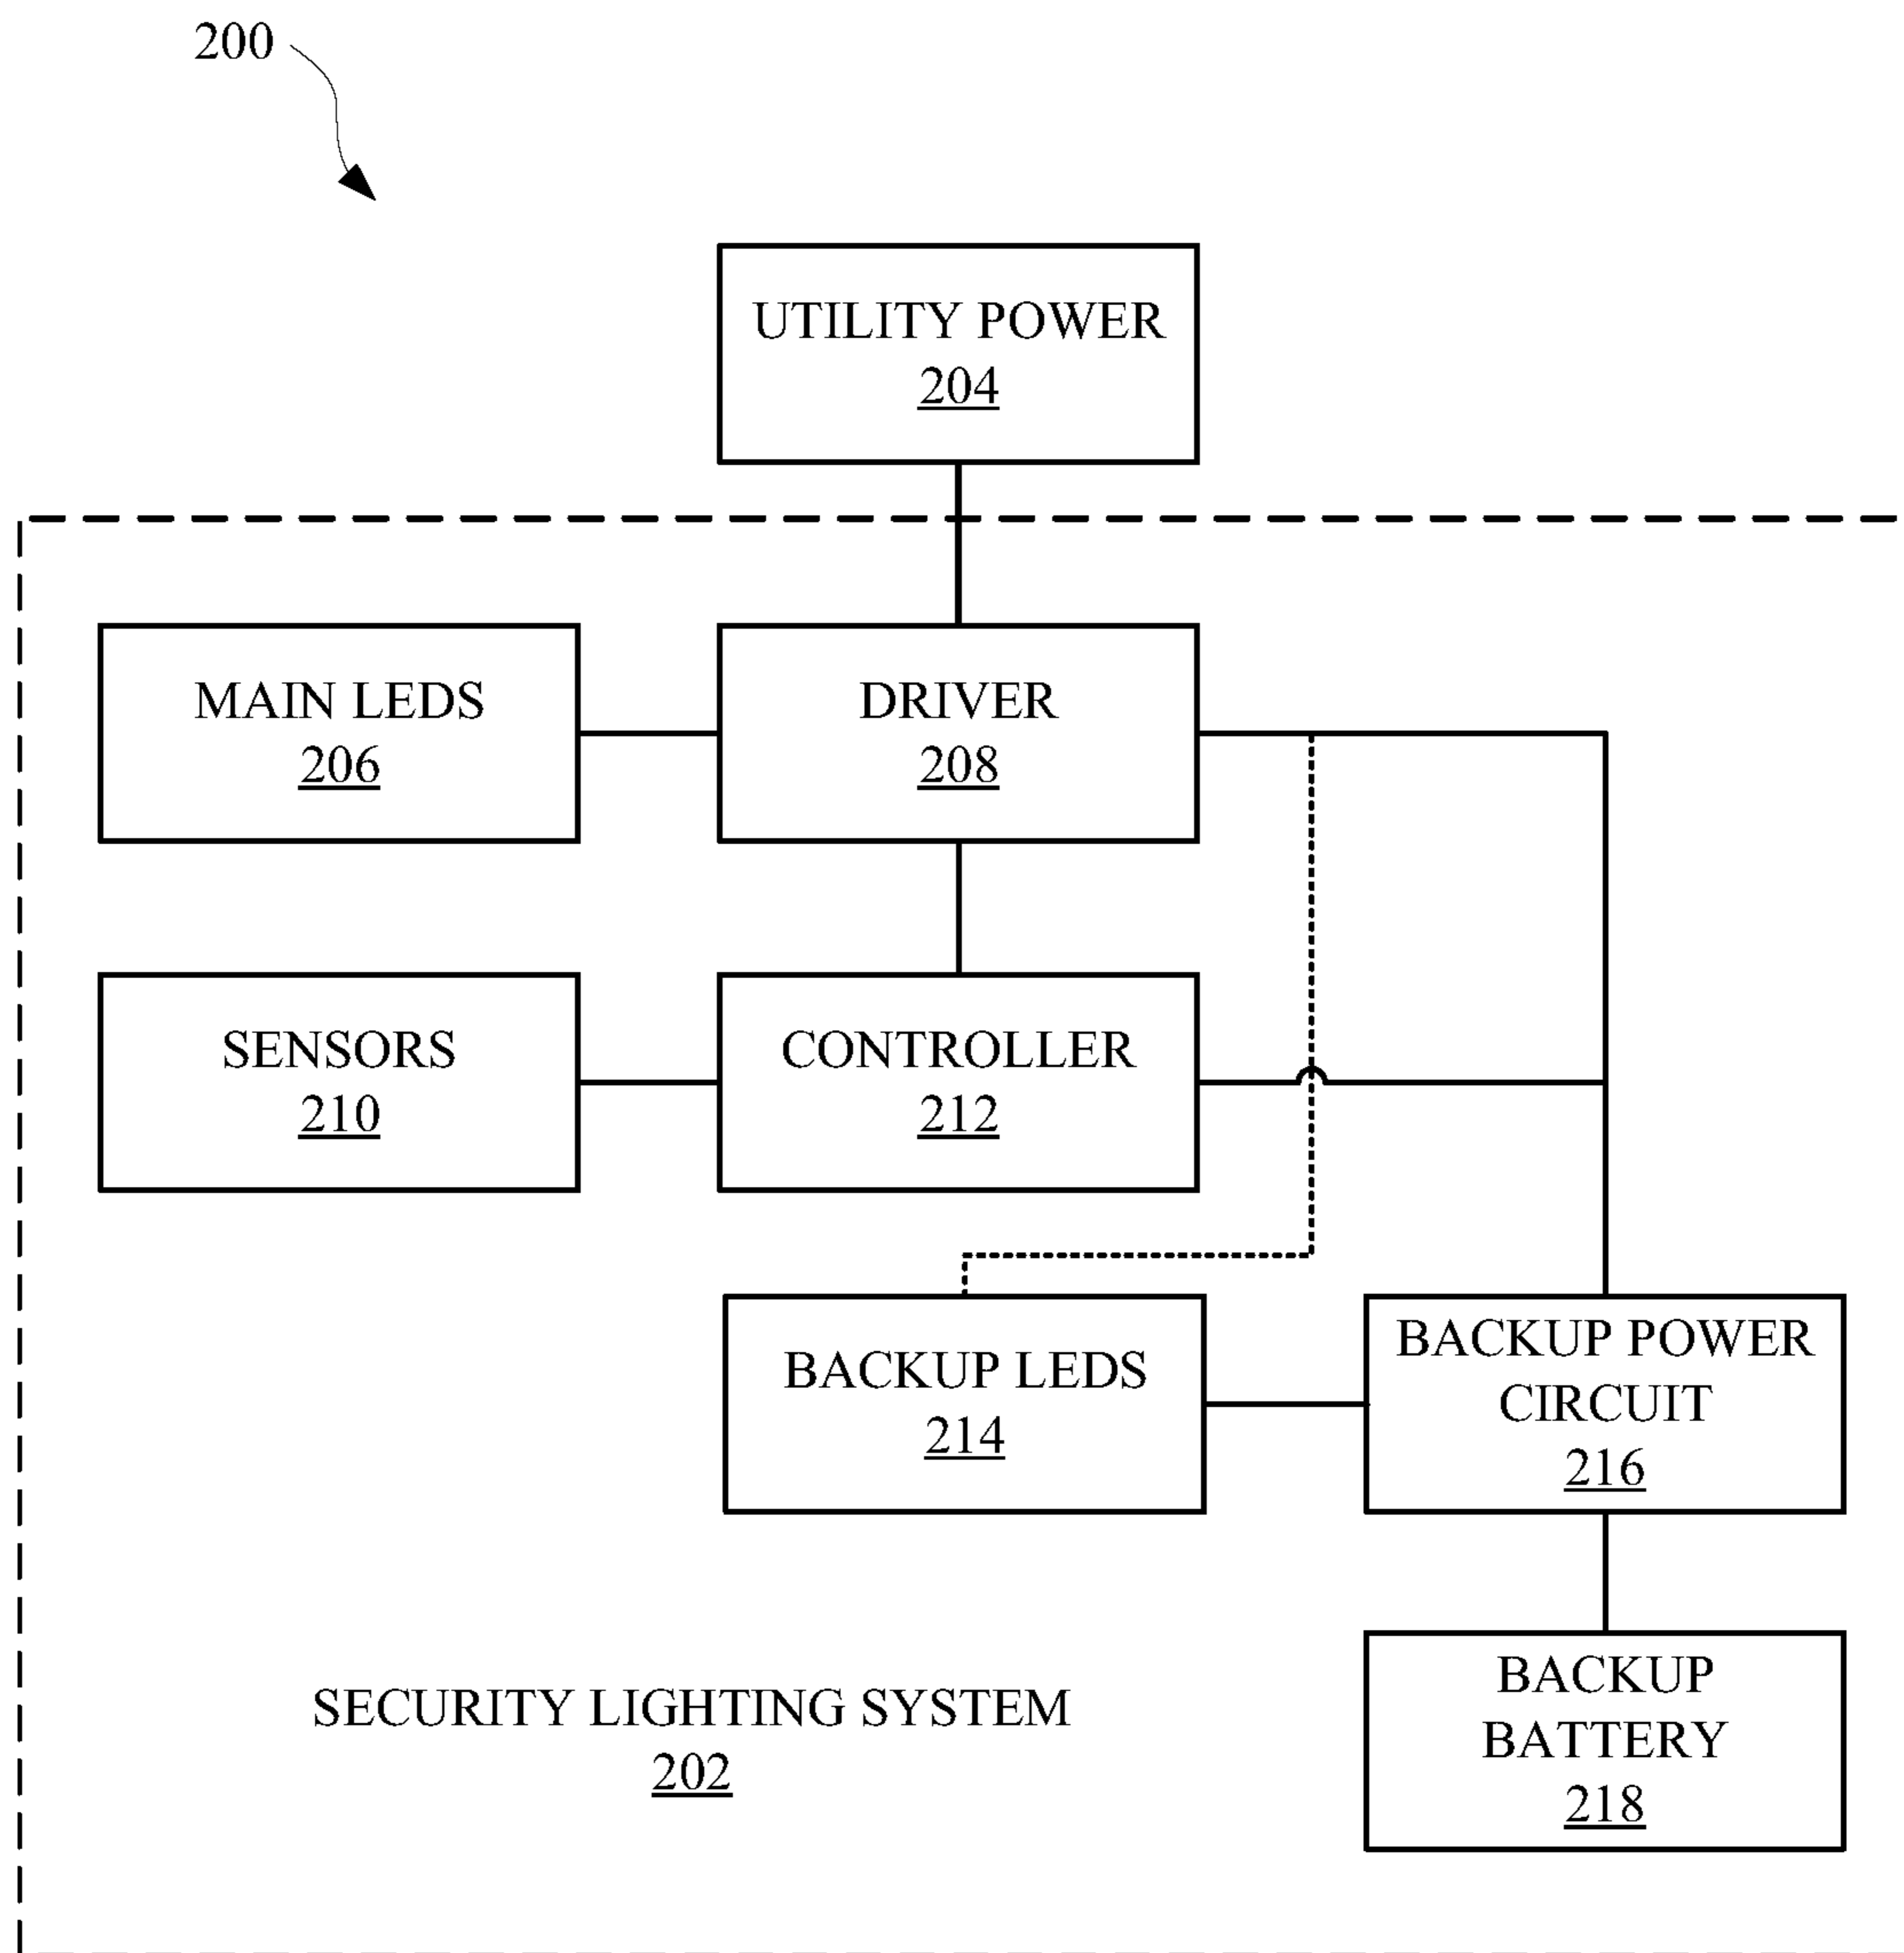 200
UTILITY POWER
204
MAIN LEDS
206
DRIVER
208
SENSORS
210
CONTROLLER
212
BACKUP LEDS
214
BACKUP POWER
CIRCUIT
216
SECURITY LIGHTING SYSTEM
202
BACKUP
BATTERY
218